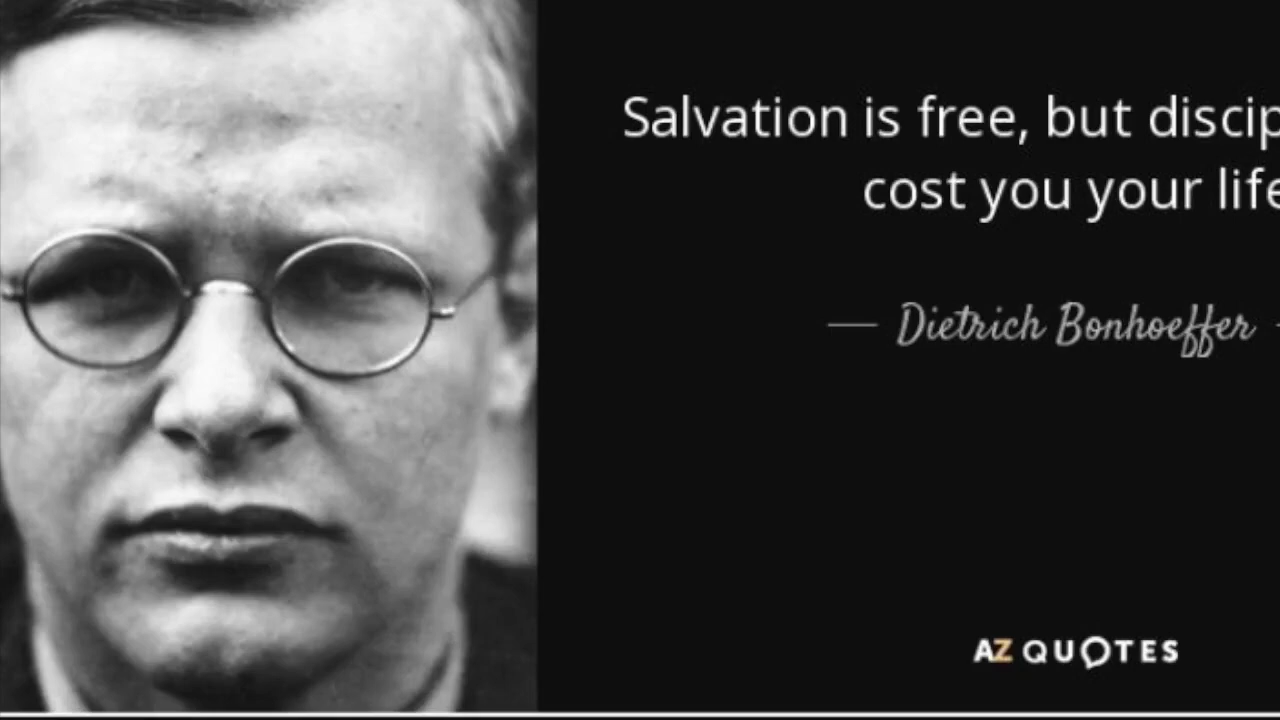 Salvation is free, but discip
cost you your life
— Dietrich Bonhoeffer
AZ QUOTES